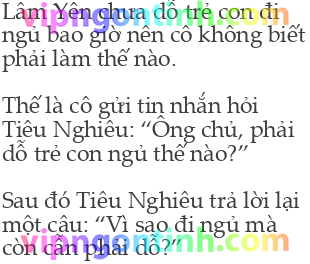 Lâm Yên chưa dỗ trẻ con đi
ngủ bao giờ nên cô không biết
phải làm thế nào.
Thế là cô gửi tin nhắn hỏi
Tiêu Nghiêu: “Ông chủ, phải
dỗ trẻ con ngủ thế nào?”
Sau đó Tiêu Nghiêu trả lời lại
một câu: “Vì sao đi ngủ mà
còn cần phải dỗ?”
vipngontinh.com
vipngontinh.com